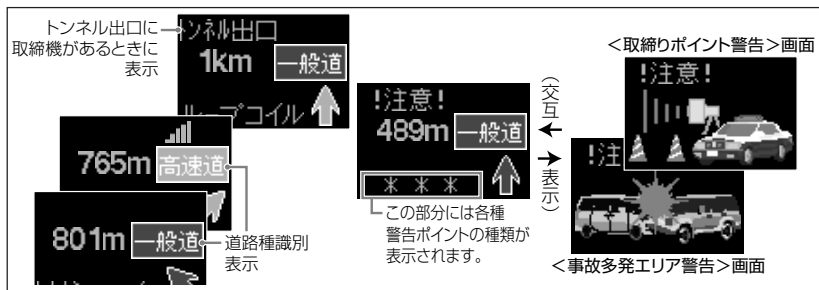 トンネル出口に
取締機があるときに
表示
トンネル出口
1km 一般道
ループコイル
765m 高速道
801m 一般道
道路種識別
表示
!注意!
489m 一般道
＊ ＊ ＊
この部分には各種
警告ポイントの種類が
表示されます。
（交互
表示）
<取締りポイント警告>画面
!注意!
!注
<事故多発エリア警告>画面